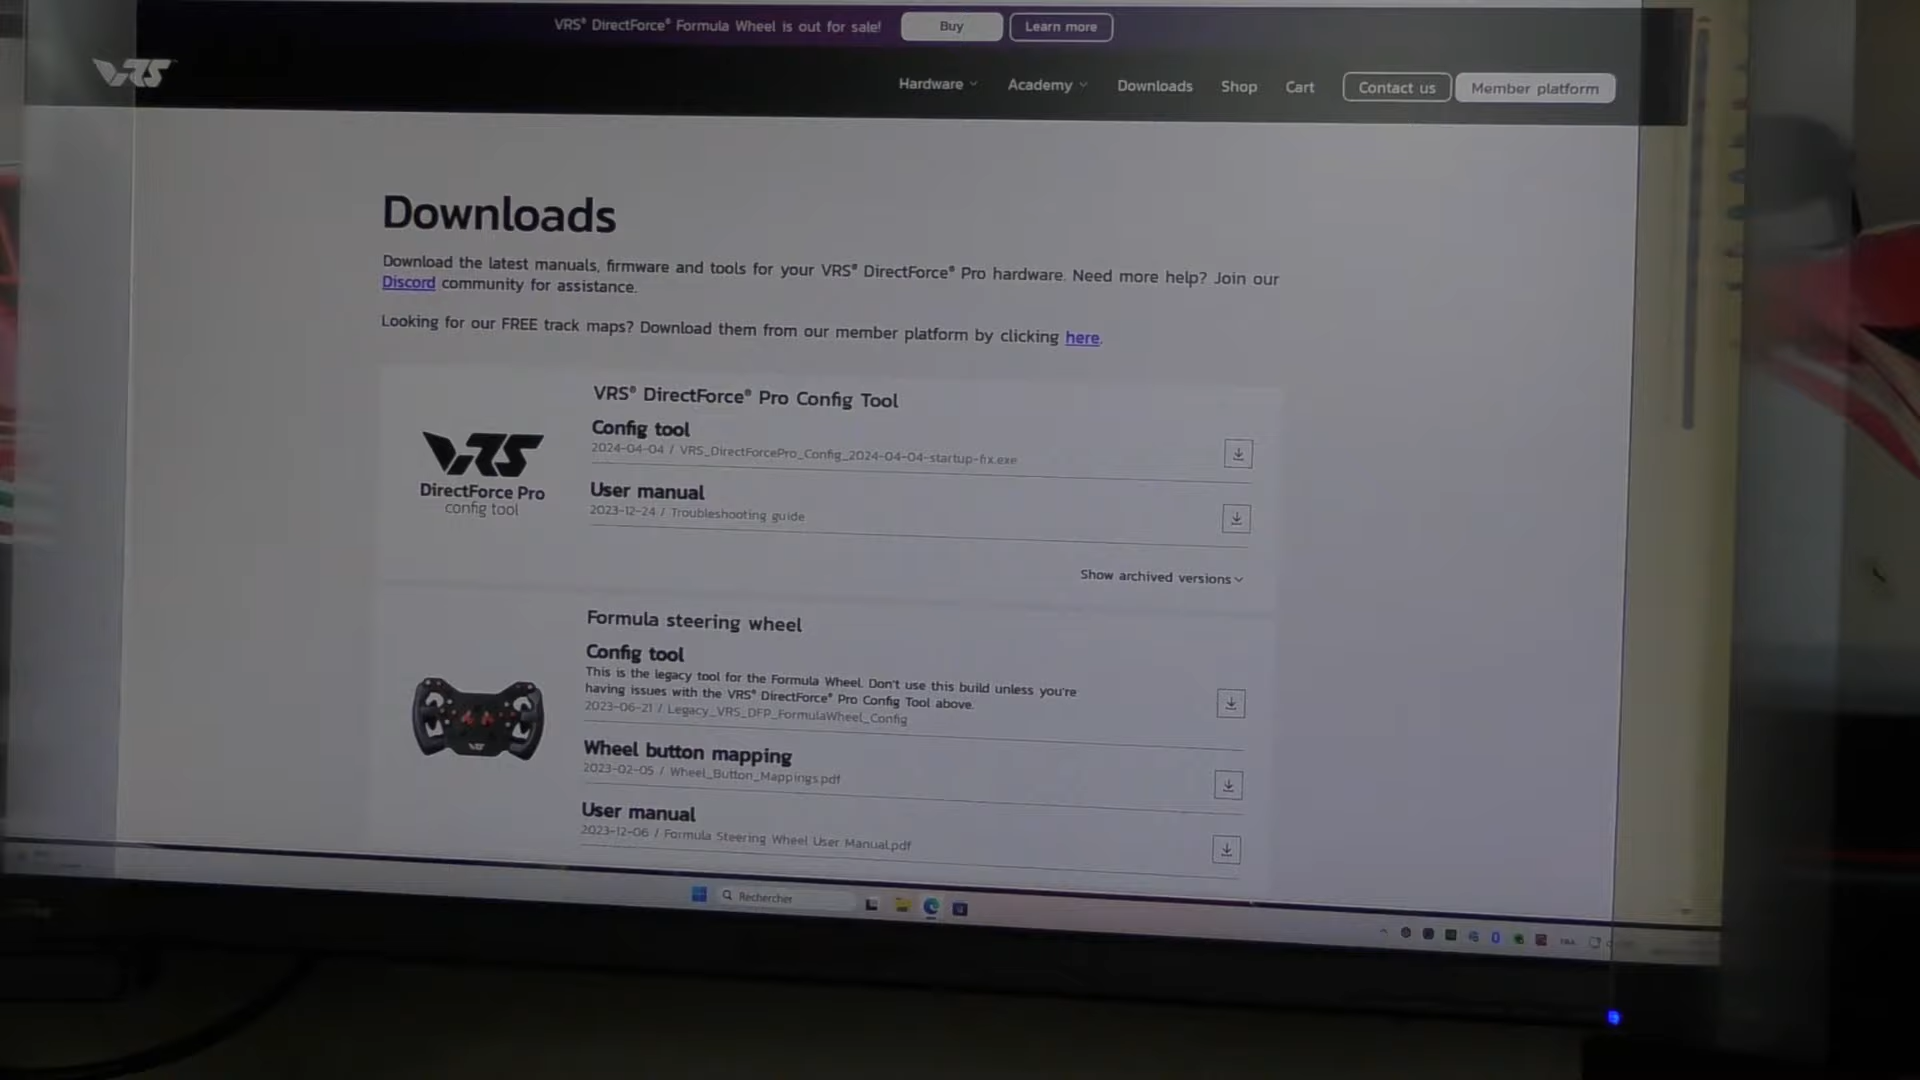 VRS® DirectForce® Formula Wheel is out for sale!
Buy
Learn more
VRS
Hardware
Academy
Downloads
Shop
Cart
Contact us
Member platform
Downloads
Download the latest manuals, firmware and tools for your VRS® DirectForce® Pro hardware. Need more help? Join our
Discord community for assistance.
Looking for our FREE track maps? Download them from our member platform by clicking here.
VRS® DirectForce® Pro Config Tool
VRS
DirectForce Pro
config tool
Config tool
2024-04-04 / VRS_DirectForcePro_Config_2024-04-04-startup-fix.exe
User manual
2023-12-24 / Troubleshooting guide
Show archived versions
Formula steering wheel
Config tool
This is the legacy tool for the Formula Wheel. Don't use this build unless you're
having issues with the VRS® DirectForce® Pro Config Tool above.
2023-06-21 / Legacy_VRS_DFP_FormulaWheel_Config
Wheel button mapping
2023-02-05 / Wheel_Button_Mappings.pdf
User manual
2023-12-06 / Formula Steering Wheel User Manual.pdf
Rechercher
FRA